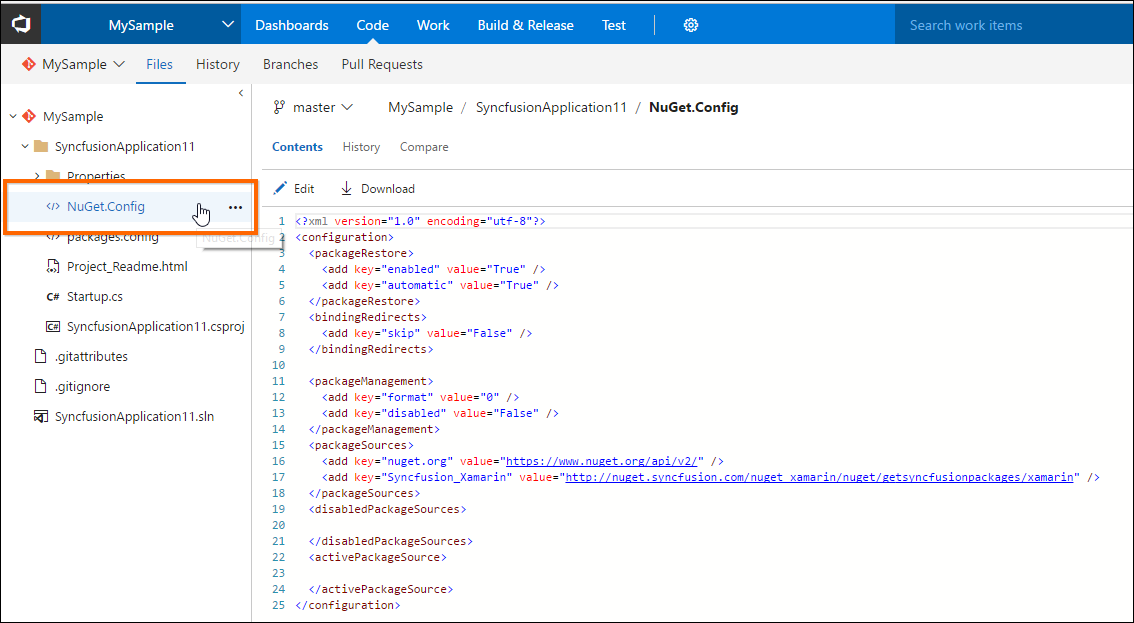 MySample Dashboards Code Work Build & Release Test Search work items
MySample Files History Branches Pull Requests
master MySample / SyncfusionApplication11 / NuGet.Config
Contents History Compare
Edit Download
MySample
SyncfusionApplication11
Properties
NuGet.Config ...
NuGet.Config
packages.config
Project_Readme.html
C# Startup.cs
C# SyncfusionApplication11.csproj
.gitattributes
.gitignore
SyncfusionApplication11.sln
1 <?xml version="1.0" encoding="utf-8"?>
2 <configuration>
3 <packageRestore>
4 <add key="enabled" value="True" />
5 <add key="automatic" value="True" />
6 </packageRestore>
7 <bindingRedirects>
8 <add key="skip" value="False" />
9 </bindingRedirects>
10
11 <packageManagement>
12 <add key="format" value="0" />
13 <add key="disabled" value="False" />
14 </packageManagement>
15 <packageSources>
16 <add key="nuget.org" value="https://www.nuget.org/api/v2/" />
17 <add key="Syncfusion_Xamarin" value="http://nuget.syncfusion.com/nuget_xamarin/nuget/getsyncfusionpackages/xamarin" />
18 </packageSources>
19 <disabledPackageSources>
20
21 </disabledPackageSources>
22 <activePackageSource>
23
24 </activePackageSource>
25 </configuration>